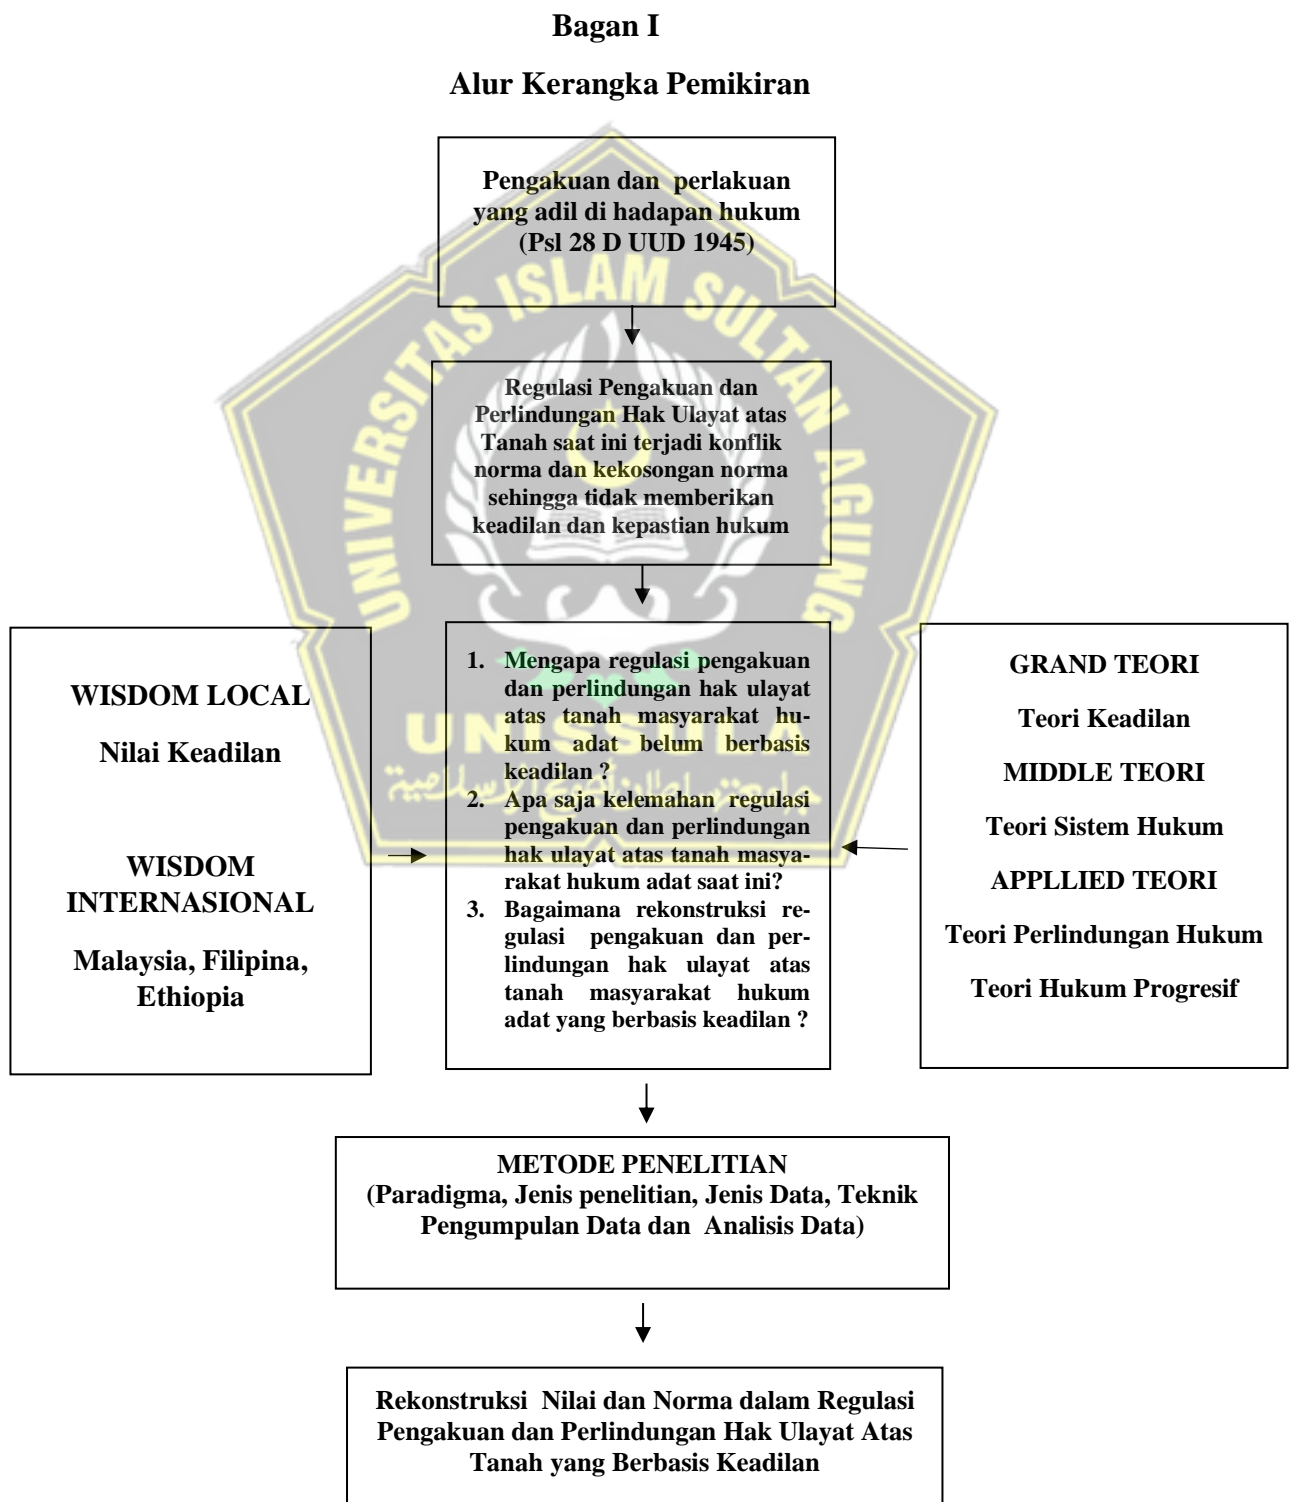 Bagan I
Alur Kerangka Pemikiran
Pengakuan dan perlakuan
yang adil di hadapan hukum
(Psl 28 D UUD 1945)
Regulasi Pengakuan dan
Perlindungan Hak Ulayat atas
Tanah saat ini terjadi konflik
norma dan kekosongan norma
sehingga tidak memberikan
keadilan dan kepastian hukum
WISDOM LOCAL
Nilai Keadilan
WISDOM
INTERNASIONAL
Malaysia, Filipina,
Ethiopia
1. Mengapa regulasi pengakuan
dan perlindungan hak ulayat
atas tanah masyarakat hu-
kum adat belum berbasis
keadilan ?
2. Apa saja kelemahan regulasi
pengakuan dan perlindungan
hak ulayat atas tanah masya-
rakat hukum adat saat ini?
3. Bagaimana rekonstruksi re-
gulasi pengakuan dan per-
lindungan hak ulayat atas
tanah masyarakat hukum
adat yang berbasis keadilan ?
GRAND TEORI
Teori Keadilan
MIDDLE TEORI
Teori Sistem Hukum
APPLLIED TEORI
Teori Perlindungan Hukum
Teori Hukum Progresif
METODE PENELITIAN
(Paradigma, Jenis penelitian, Jenis Data, Teknik
Pengumpulan Data dan Analisis Data)
Rekonstruksi Nilai dan Norma dalam Regulasi
Pengakuan dan Perlindungan Hak Ulayat Atas
Tanah yang Berbasis Keadilan
UNIVERSITAS ISLAM SULTAN AGUNG
UNISSULA